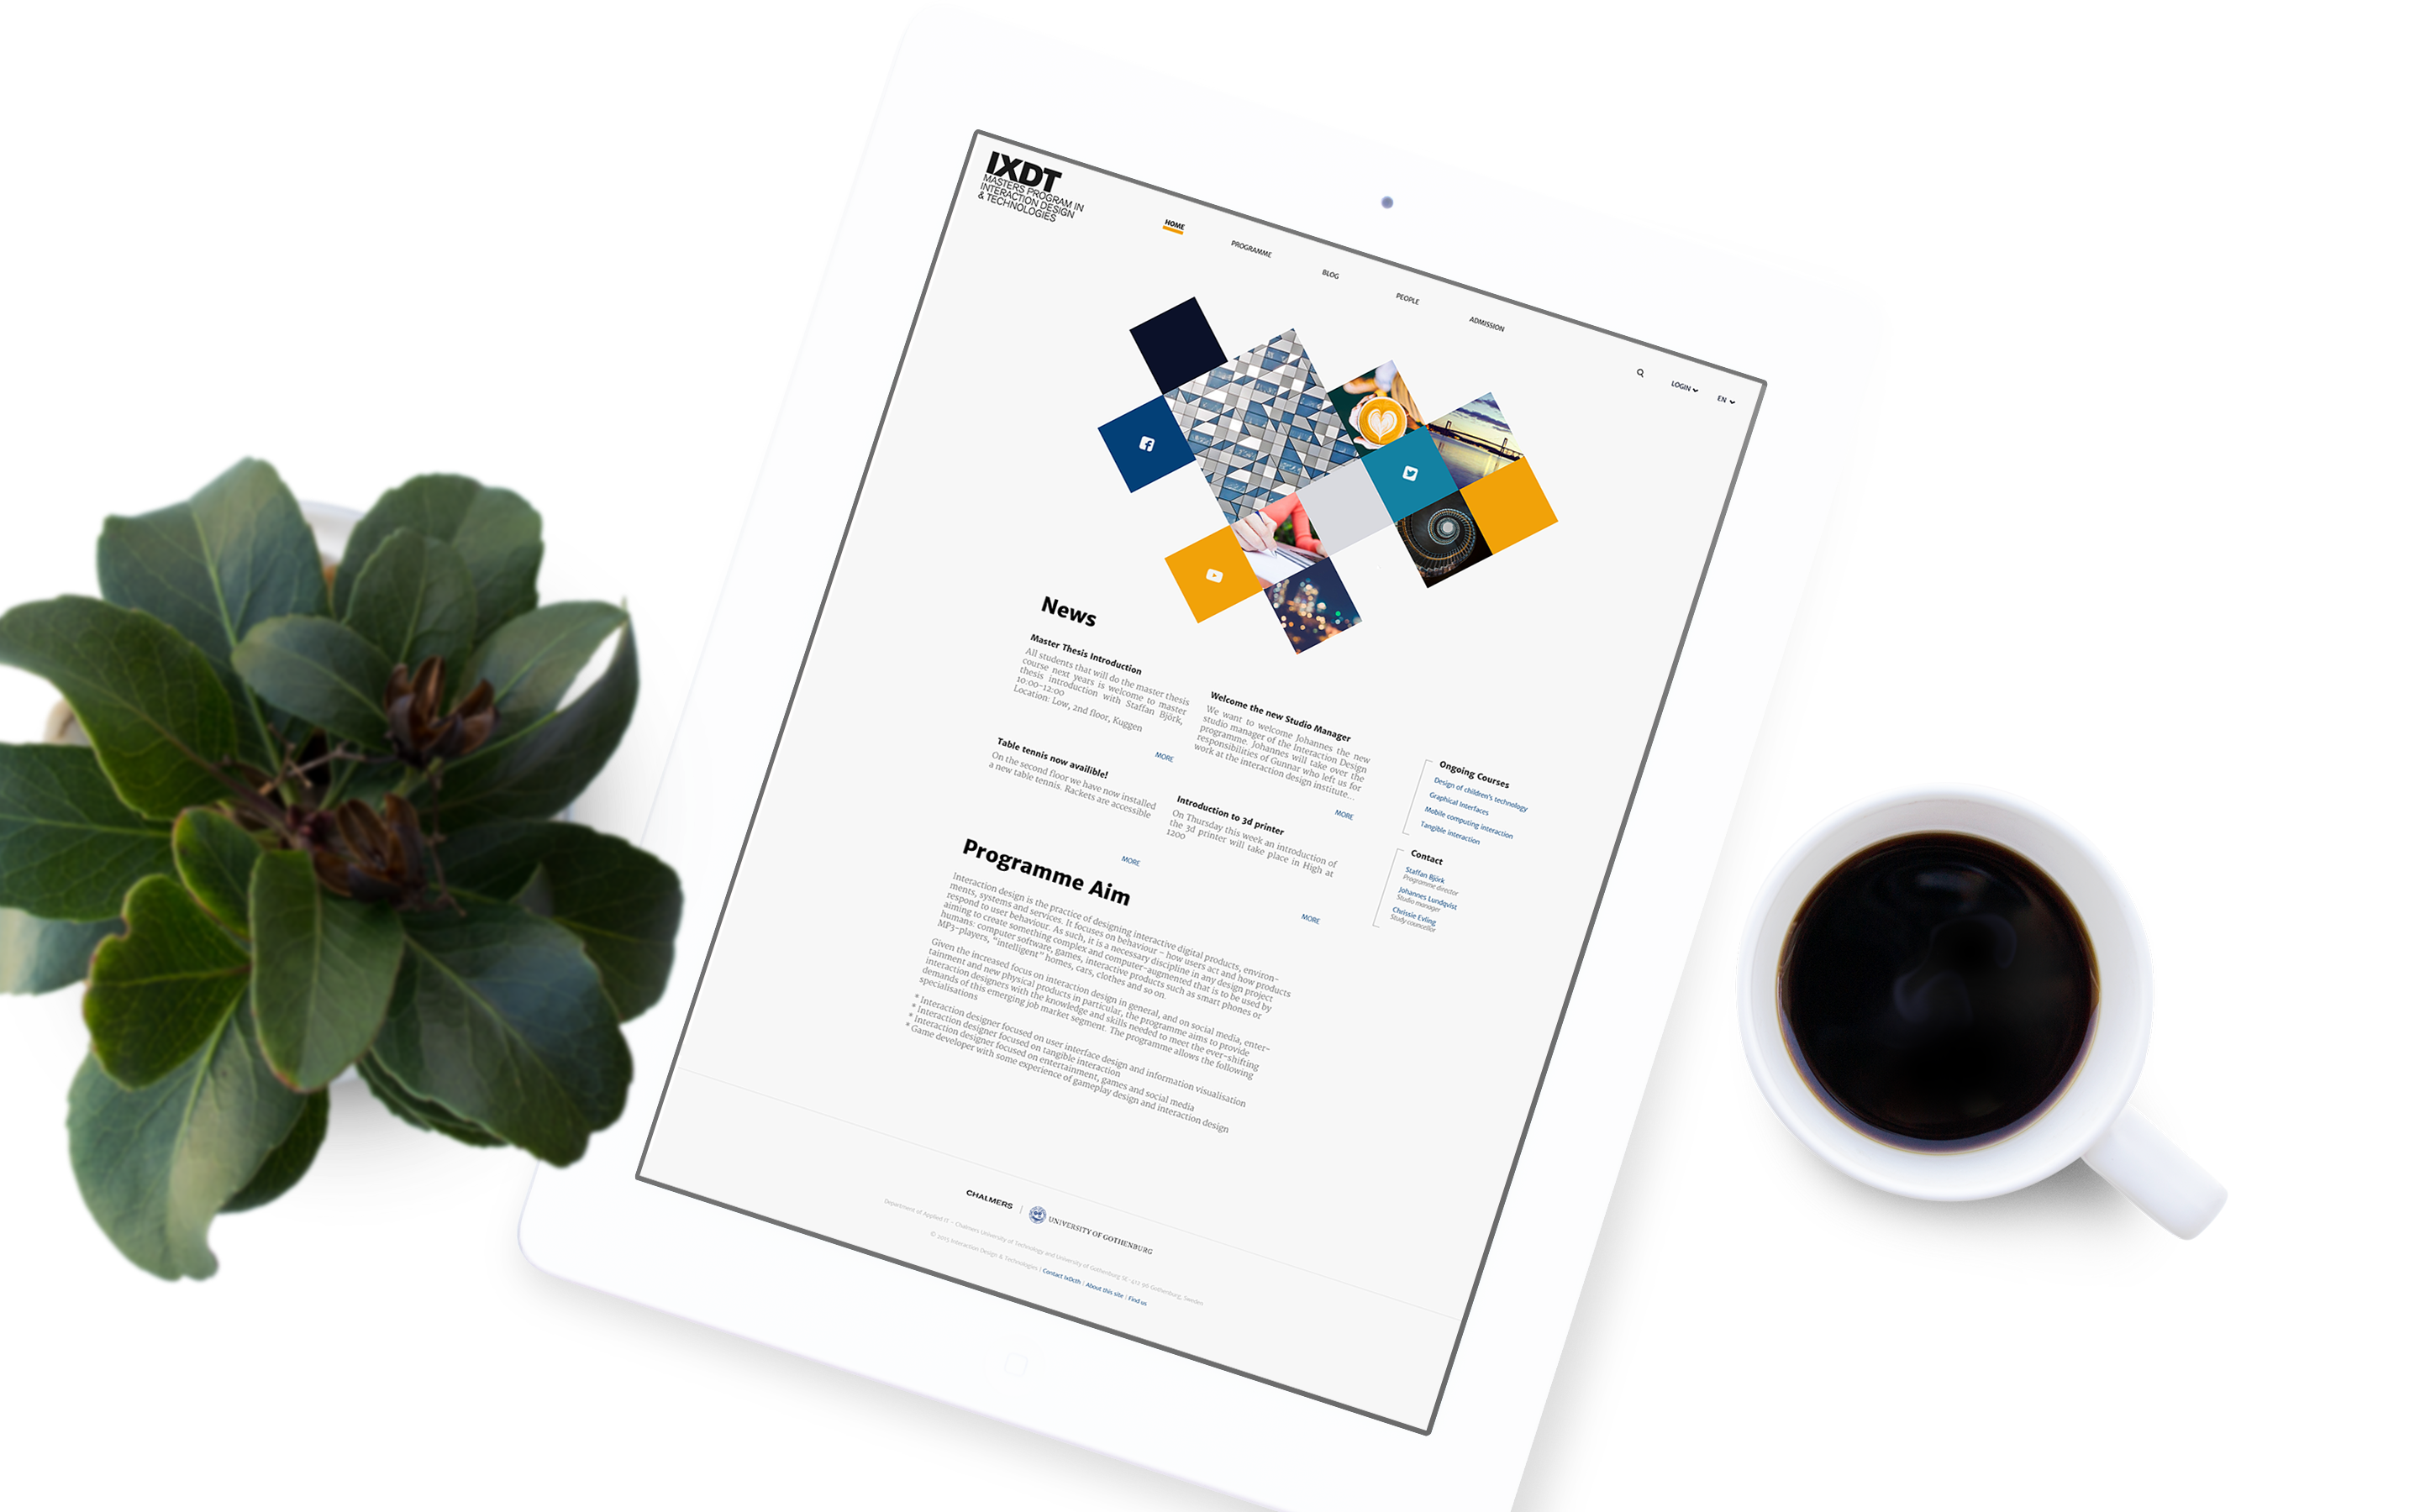 IXDT
MASTERS PROGRAM IN
INTERACTION DESIGN
& TECHNOLOGIES
HOME
PROGRAMME
BLOG
PEOPLE
ADMISSION
LOGIN
EN
News
Master Thesis Introduction
All students that will do the master thesis
course next years is welcome to master
thesis introduction with Staffan Björk,
10:00-12:00
Location: Low, 2nd floor, Kuggen
MORE
Welcome the new Studio Manager
We want to welcome Johannes the new
studio manager of the Interaction Design
programme. Johannes will take over the
responsibilities of Gunnar who left us for
work at the interaction design institute...
MORE
Table tennis now availible!
On the second floor we have now installed
a new table tennis. Rackets are accessible
MORE
Introduction to 3d printer
On Thursday this week an introduction of
the 3d printer will take place in High at
1200
MORE
Ongoing Courses
Design of children's technology
Graphical Interfaces
Mobile computing interaction
Tangible interaction
Contact
Staffan Björk
Programme director
Johannes Lundqvist
Studio manager
Chrissie Evling
Study councellor
Programme Aim
Interaction design is the practice of designing interactive digital products, environ-
ments, systems and services. It focuses on behaviour – how users act and how products
respond to user behaviour. As such, it is a necessary discipline in any design project
aiming to create something complex and computer-augmented that is to be used by
humans: computer software, games, interactive products such as smart phones or
MP3-players, "intelligent" homes, cars, clothes and so on.
Given the increased focus on interaction design in general, and on social media, enter-
tainment and new physical products in particular, the programme aims to provide
interaction designers with the knowledge and skills needed to meet the ever-shifting
demands of this emerging job market segment. The programme allows the following
specialisations
* Interaction designer focused on user interface design and information visualisation
* Interaction designer focused on tangible interaction
* Interaction designer focused on entertainment, games and social media
* Game developer with some experience of gameplay design and interaction design
CHALMERS | UNIVERSITY OF GOTHENBURG
Department of Applied IT – Chalmers University of Technology and University of Gothenburg SE-412 96 Gothenburg, Sweden
© 2015 Interaction Design & Technologies | Contact IxDcth | About this site | Find us